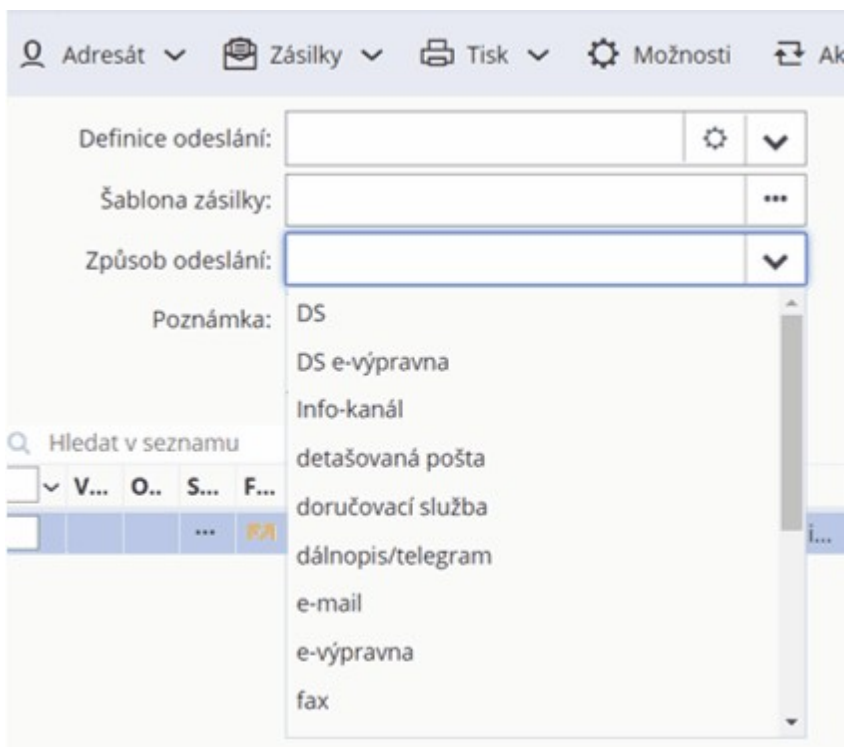 Adresát Zásilky Tisk Možnosti Ak
Definice odeslání:
Šablona zásilky: ...
Způsob odeslání:
Poznámka:
DS
DS e-výpravna
Info-kanál
detašovaná pošta
doručovací služba
dálnopis/telegram
e-mail
e-výpravna
fax
Hledat v seznamu
V... O.. S... F...
... i...